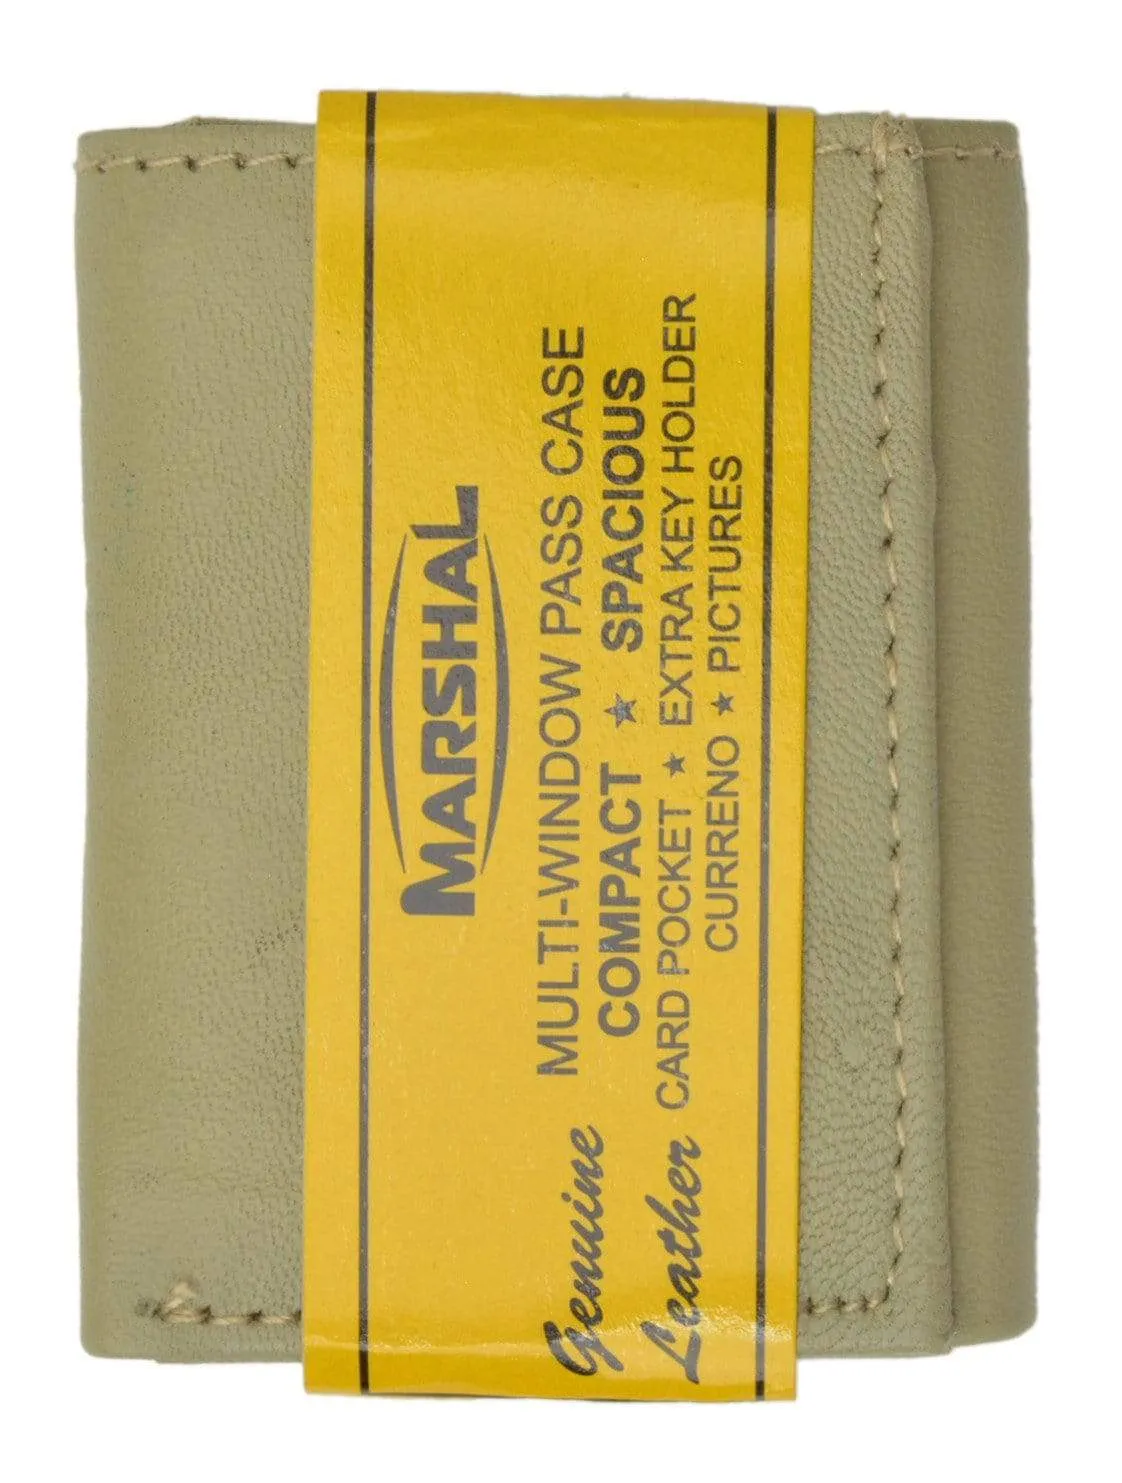 MARSHAL
MULTI-WINDOW PASS CASE
COMPACT ★ SPACIOUS
CARD POCKET ★ EXTRA KEY HOLDER
CURRENO ★ PICTURES
Genuine
Leather